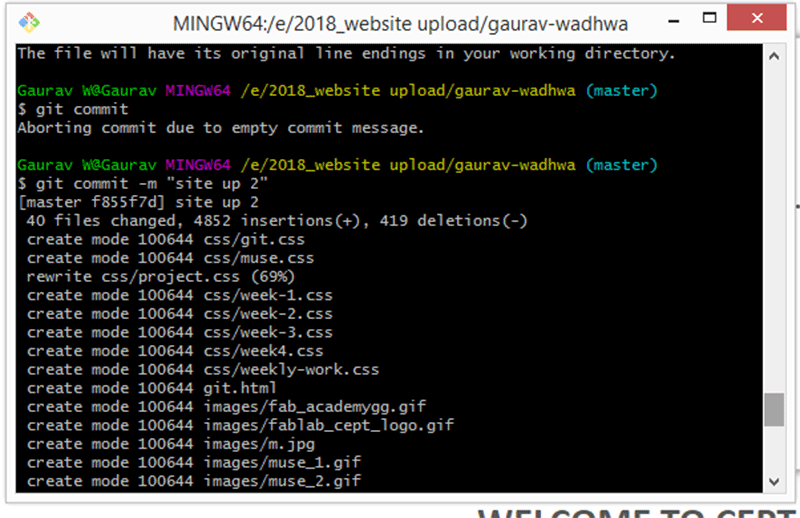 MINGW64:/e/2018_website upload/gaurav-wadhwa
The file will have its original line endings in your working directory.
Gaurav W@Gaurav MINGW64 /e/2018_website upload/gaurav-wadhwa (master)
$ git commit
Aborting commit due to empty commit message.
Gaurav W@Gaurav MINGW64 /e/2018_website upload/gaurav-wadhwa (master)
$ git commit -m "site up 2"
[master f855f7d] site up 2
40 files changed, 4852 insertions(+), 419 deletions(-)
create mode 100644 css/git.css
create mode 100644 css/muse.css
rewrite css/project.css (69%)
create mode 100644 css/week-1.css
create mode 100644 css/week-2.css
create mode 100644 css/week-3.css
create mode 100644 css/week4.css
create mode 100644 css/weekly-work.css
create mode 100644 git.html
create mode 100644 images/fab_academygg.gif
create mode 100644 images/fablab_cept_logo.gif
create mode 100644 images/m.jpg
create mode 100644 images/muse_1.gif
create mode 100644 images/muse_2.gif
WELCOME TO CEPT